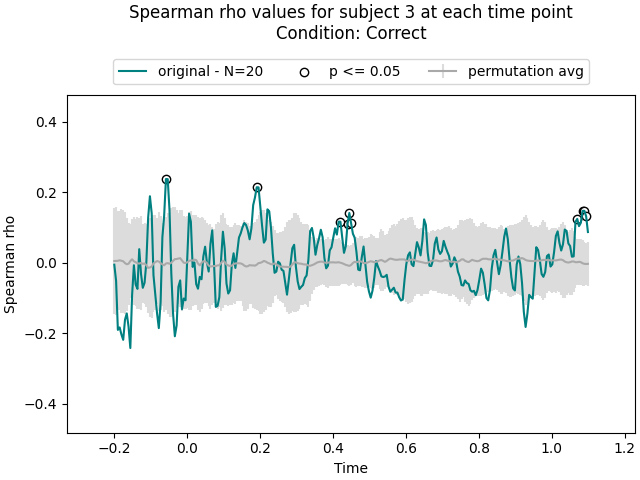 Spearman rho values for subject 3 at each time point
Condition: Correct
original - N=20
p <= 0.05
permutation avg
Spearman rho
0.4
0.2
0.0
−0.2
−0.4
−0.2
0.0
0.2
0.4
0.6
0.8
1.0
1.2
Time